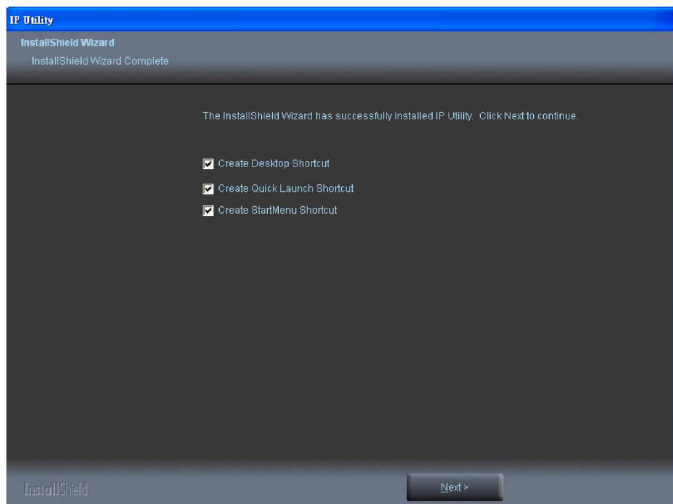 IP Utility
InstallShield Wizard
InstallShield Wizard Complete
The InstallShield Wizard has successfully installed IP Utility. Click Next to continue.
Create Desktop Shortcut
Create Quick Launch Shortcut
Create StartMenu Shortcut
InstallShield
Next >